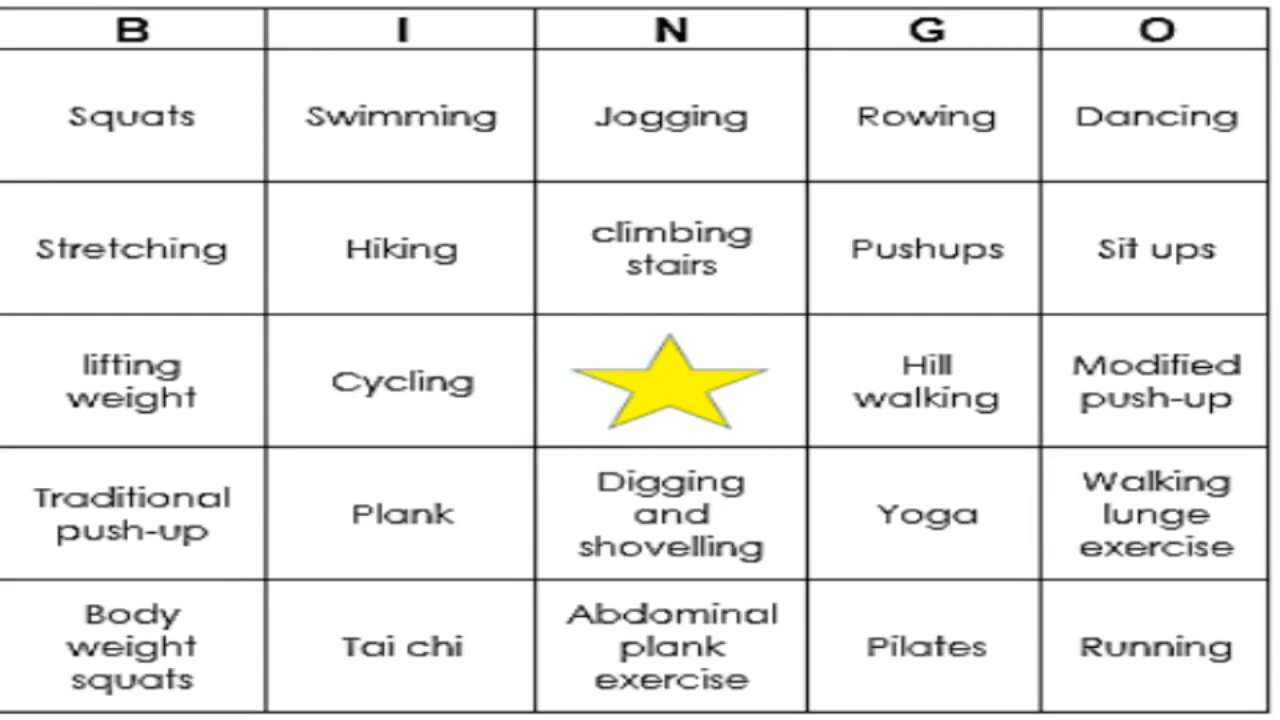 B I N G O
Squats Swimming Jogging Rowing Dancing
Stretching Hiking climbing stairs Pushups Sit ups
lifting weight Cycling Hill walking Modified push-up
Traditional push-up Plank Digging and shovelling Yoga Walking lunge exercise
Body weight squats Tai chi Abdominal plank exercise Pilates Running